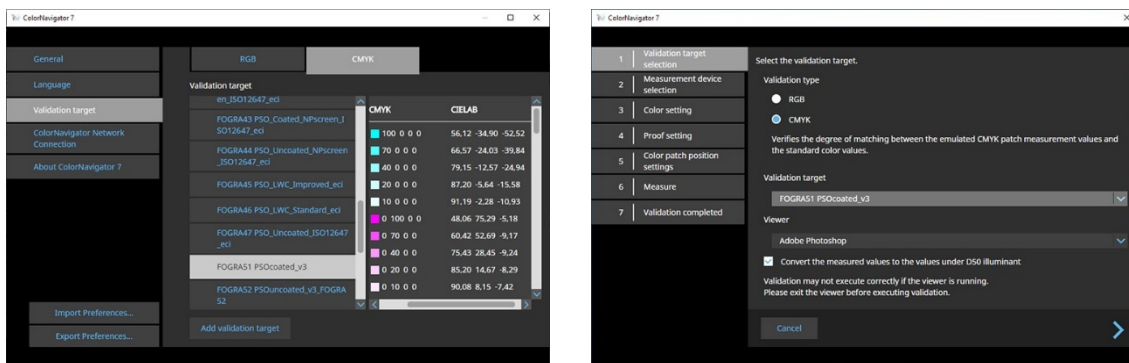 ColorNavigator 7
General
Language
Validation target
ColorNavigator Network
Connection
About ColorNavigator 7
Import Preferences...
Export Preferences...
RGB
CMYK
Validation target
en_ISO12647_eci
FOGRA43 PSO_Coated_NPscreen_I
SO12647_eci
FOGRA44 PSO_Uncoated_NPscreen
_ISO12647_eci
FOGRA45 PSO_LWC_Improved_eci
FOGRA46 PSO_LWC_Standard_eci
FOGRA47 PSO_Uncoated_ISO12647
_eci
FOGRA51 PSOcoated_v3
FOGRA52 PSOuncoated_v3_FOGRA
52
CMYK CIELAB
100 0 0 0 56,12 -34,90 -52,52
70 0 0 0 66,57 -24,03 -39,84
40 0 0 0 79,15 -12,57 -24,94
20 0 0 0 87,20 -5,64 -15,58
10 0 0 0 91,19 -2,28 -10,93
0 100 0 0 48,06 75,29 -5,18
0 70 0 0 60,42 52,69 -9,17
0 40 0 0 75,43 28,45 -9,24
0 20 0 0 85,20 14,67 -8,29
0 10 0 0 90,08 8,15 -7,42
Add validation target
ColorNavigator 7
1 Validation target
selection
2 Measurement device
selection
3 Color setting
4 Proof setting
5 Color patch position
settings
6 Measure
7 Validation completed
Select the validation target.
Validation type
RGB
CMYK
Verifies the degree of matching between the emulated CMYK patch measurement values and
the standard color values.
Validation target
FOGRA51 PSOcoated_v3
Viewer
Adobe Photoshop
Convert the measured values to the values under D50 illuminant
Validation may not execute correctly if the viewer is running.
Please exit the viewer before executing validation.
Cancel